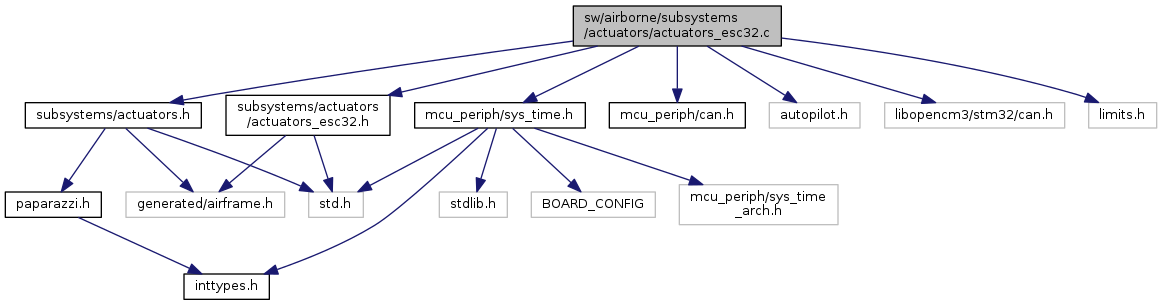 sw/airborne/subsystems
/actuators/actuators_esc32.c
subsystems/actuators.h
subsystems/actuators
/actuators_esc32.h
mcu_periph/sys_time.h
mcu_periph/can.h
autopilot.h
libopencm3/stm32/can.h
limits.h
paparazzi.h
generated/airframe.h
std.h
stdlib.h
BOARD_CONFIG
mcu_periph/sys_time
_arch.h
inttypes.h